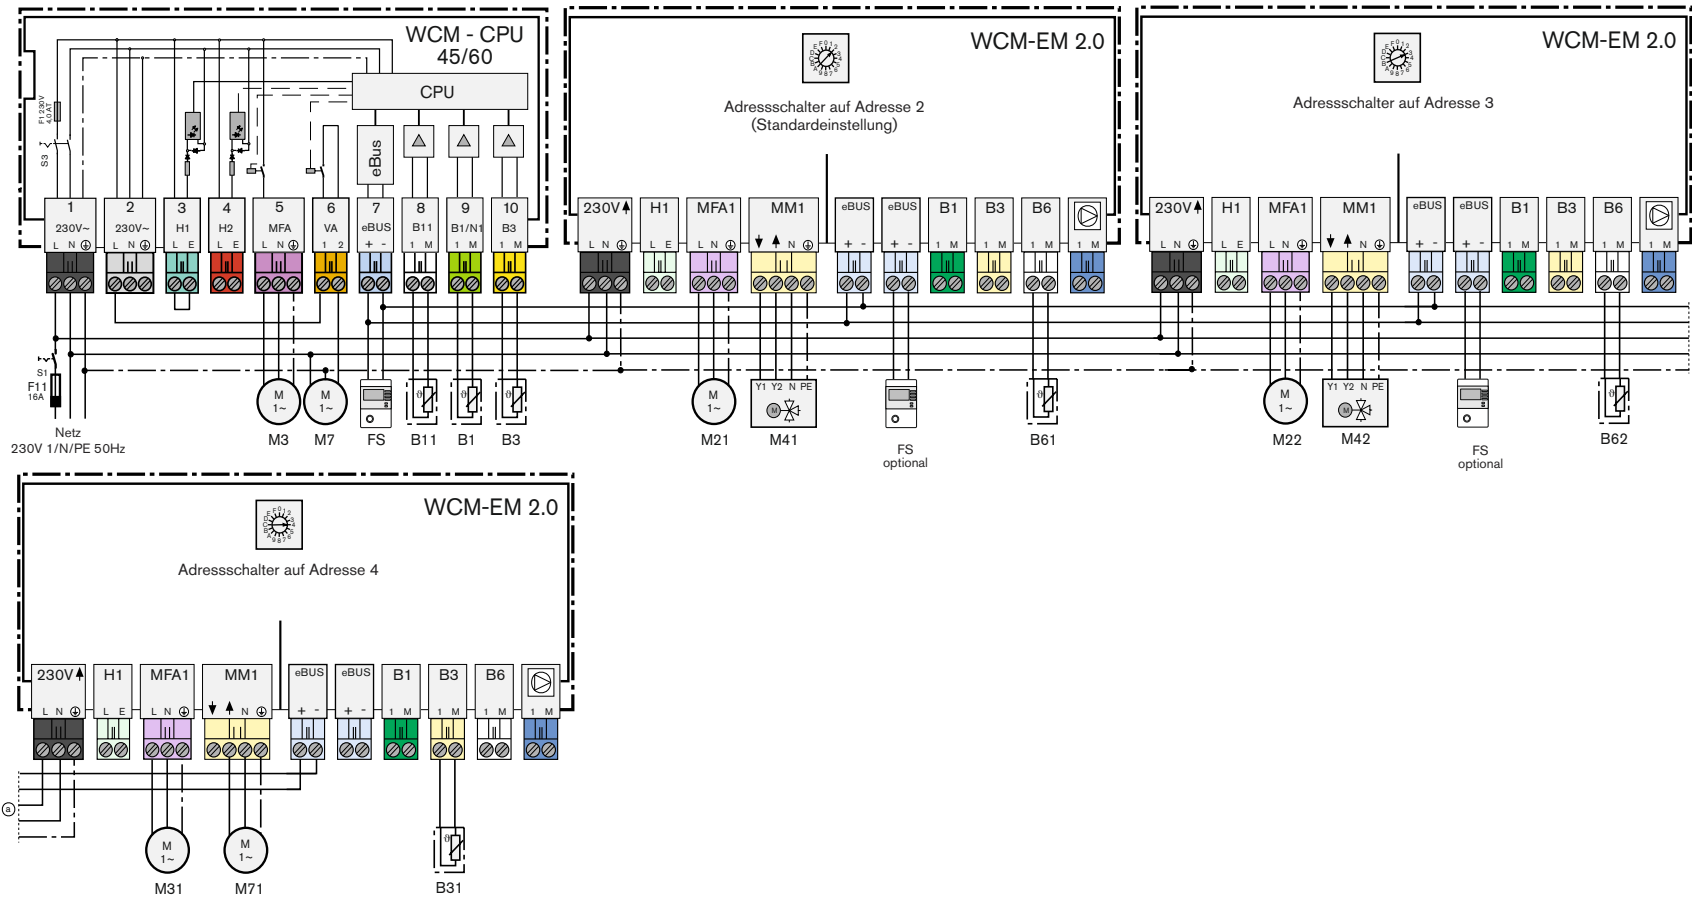 WCM - CPU
45/60
CPU
F1 230V
4,0 AT
S3
eBus
1 2 3 4 5 6 7 8 9 10
230V~ 230V~ H1 H2 MFA VA eBUS B11 B1/N1 B3
L N L N L E L E L N 1 2 + - 1 M 1 M 1 M
S1
F11
16A
Netz
230V 1/N/PE 50Hz
M
1~
M
1~
M3 M7 FS B11 B1 B3
WCM-EM 2.0
Adressschalter auf Adresse 2
(Standardeinstellung)
230V H1 MFA1 MM1 eBUS eBUS B1 B3 B6
L N L E L N N + - + - 1 M 1 M 1 M 1 M
M
1~
Y1 Y2 N PE
M
M21 M41 FS
optional
B61
WCM-EM 2.0
Adressschalter auf Adresse 3
230V H1 MFA1 MM1 eBUS eBUS B1 B3 B6
L N L E L N N + - + - 1 M 1 M 1 M 1 M
M
1~
Y1 Y2 N PE
M
M22 M42 FS
optional
B62
WCM-EM 2.0
Adressschalter auf Adresse 4
230V H1 MFA1 MM1 eBUS eBUS B1 B3 B6
L N L E L N N + - + - 1 M 1 M 1 M 1 M
a
M
1~
M
1~
M31 M71 B31